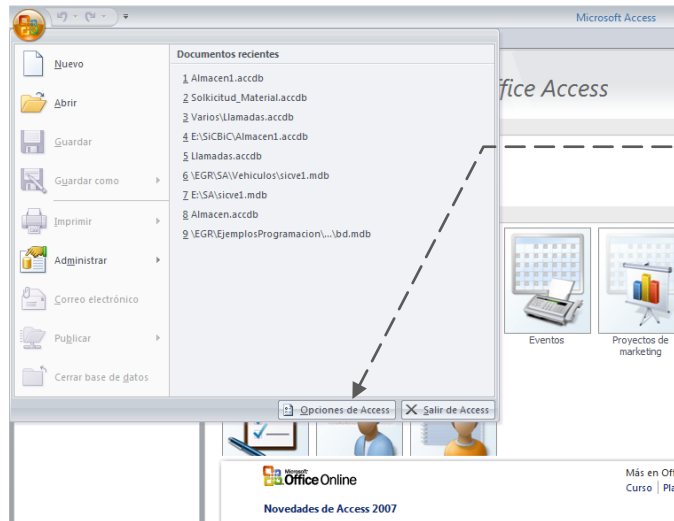 Microsoft Access
Nuevo
Abrir
Guardar
Guardar como
Imprimir
Administrar
Correo electrónico
Publicar
Cerrar base de datos
Documentos recientes
1 Almacen1.accdb
2 Solkicitud_Material.accdb
3 Varios\Llamadas.accdb
4 E:\SiCBiC\Almacen1.accdb
5 Llamadas.accdb
6 \EGR\SA\Vehiculos\sicve1.mdb
7 E:\SA\sicve1.mdb
8 Almacen.accdb
9 \EGR\EjemplosProgramacion\...\bd.mdb
Opciones de Access
Salir de Access
ffice Access
Eventos
Proyectos de
marketing
Microsoft
Office Online
Más en Off
Curso | Pla
Novedades de Access 2007